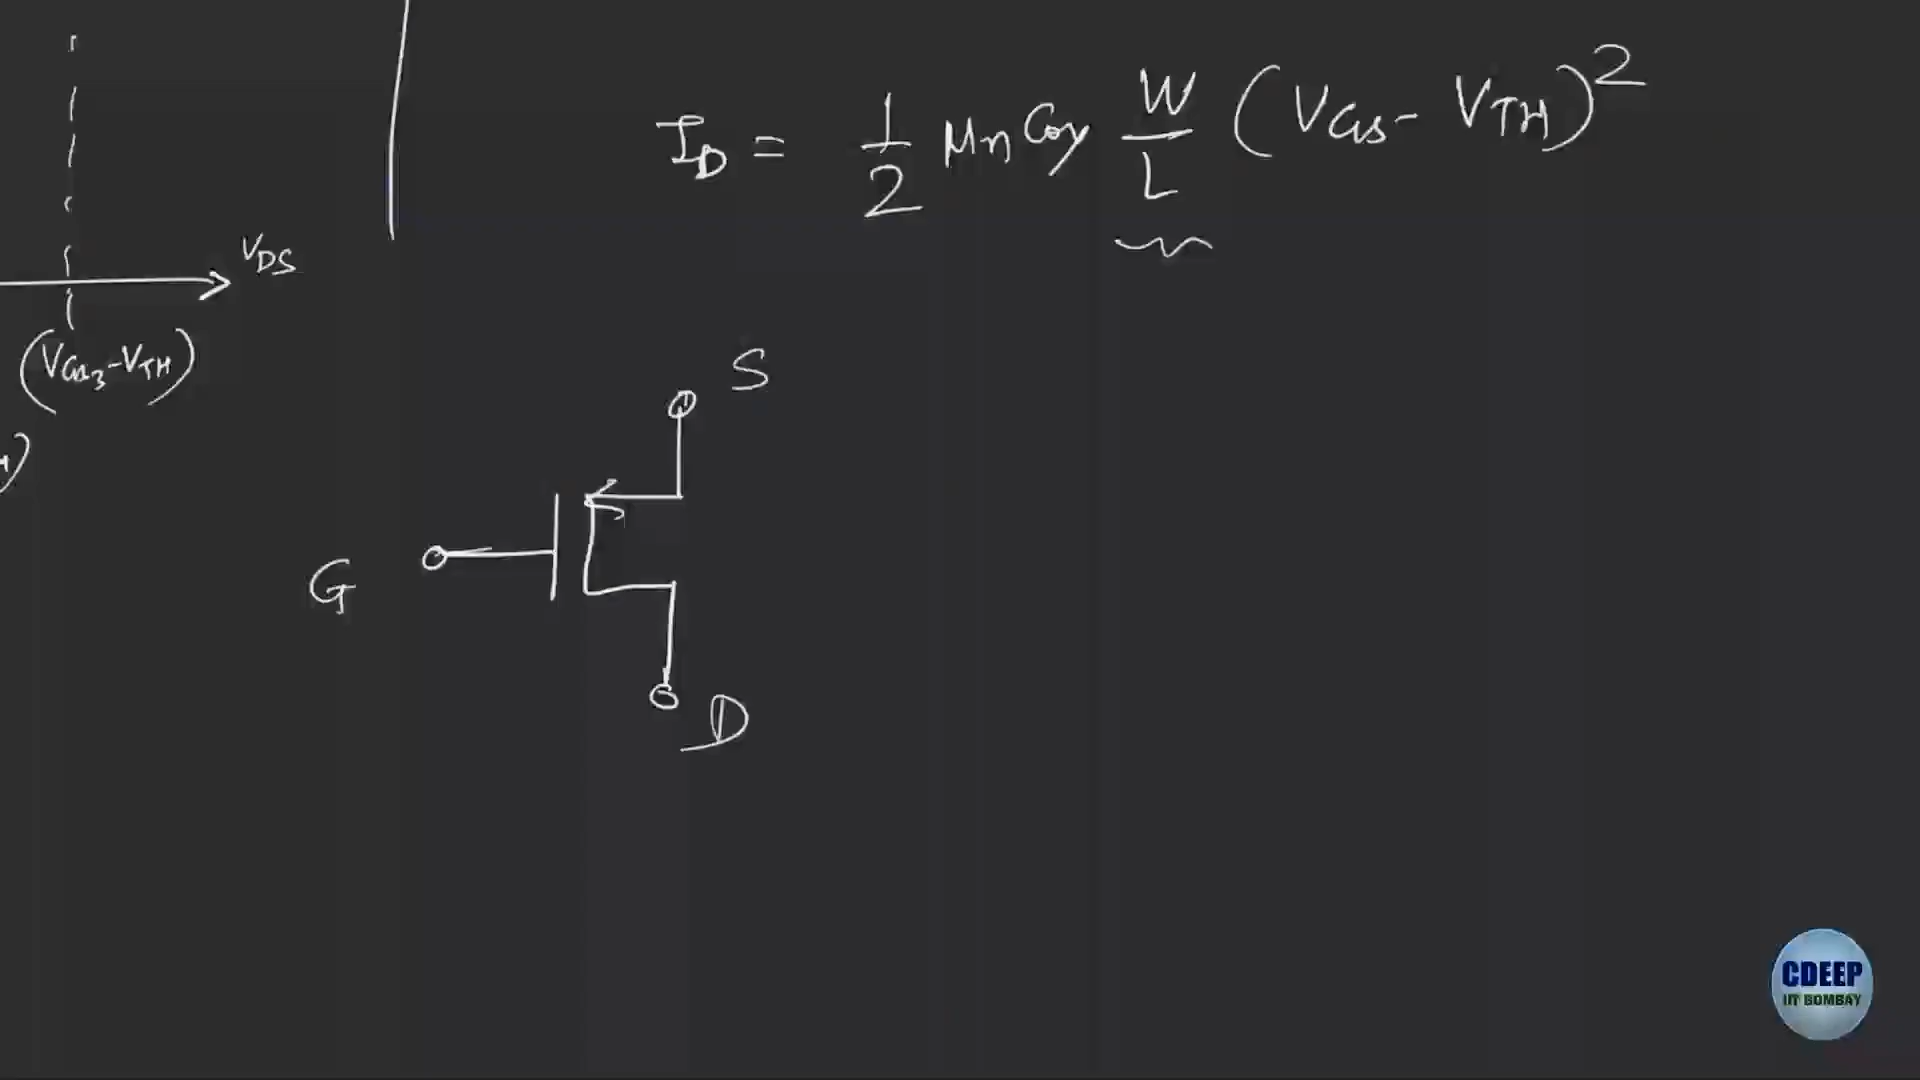 I_D = 1/2 μn Cox W/L (VGS - VTH)^2
VDS
(VGS3 - VTH)
S
G
D
CDEEP
IIT BOMBAY